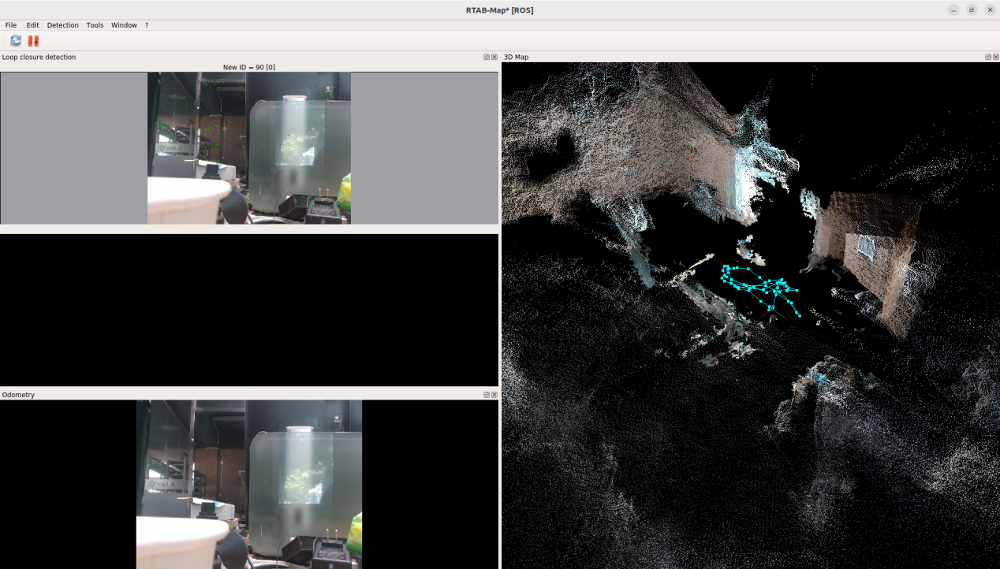 RTAB-Map* [ROS]
File Edit Detection Tools Window ?
Loop closure detection
New ID = 90 [0]
Odometry
3D Map